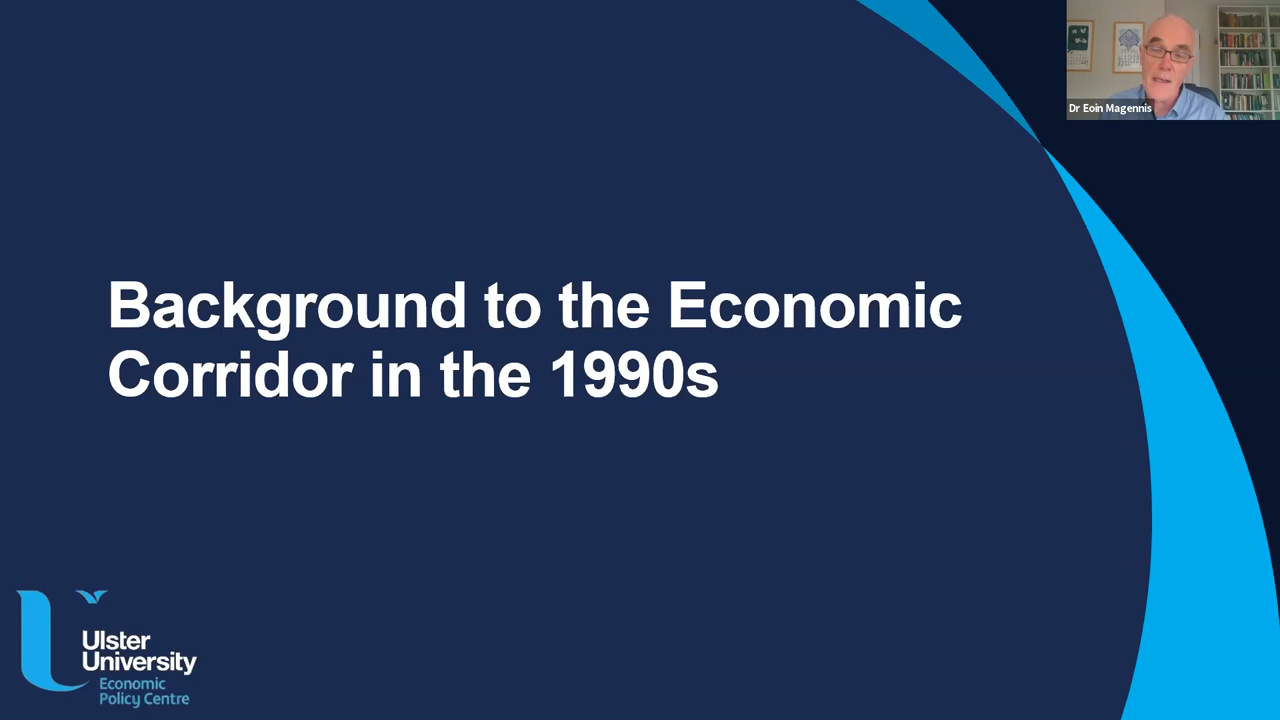 Dr Eoin Magennis
Background to the Economic
Corridor in the 1990s
Ulster
University
Economic
Policy Centre